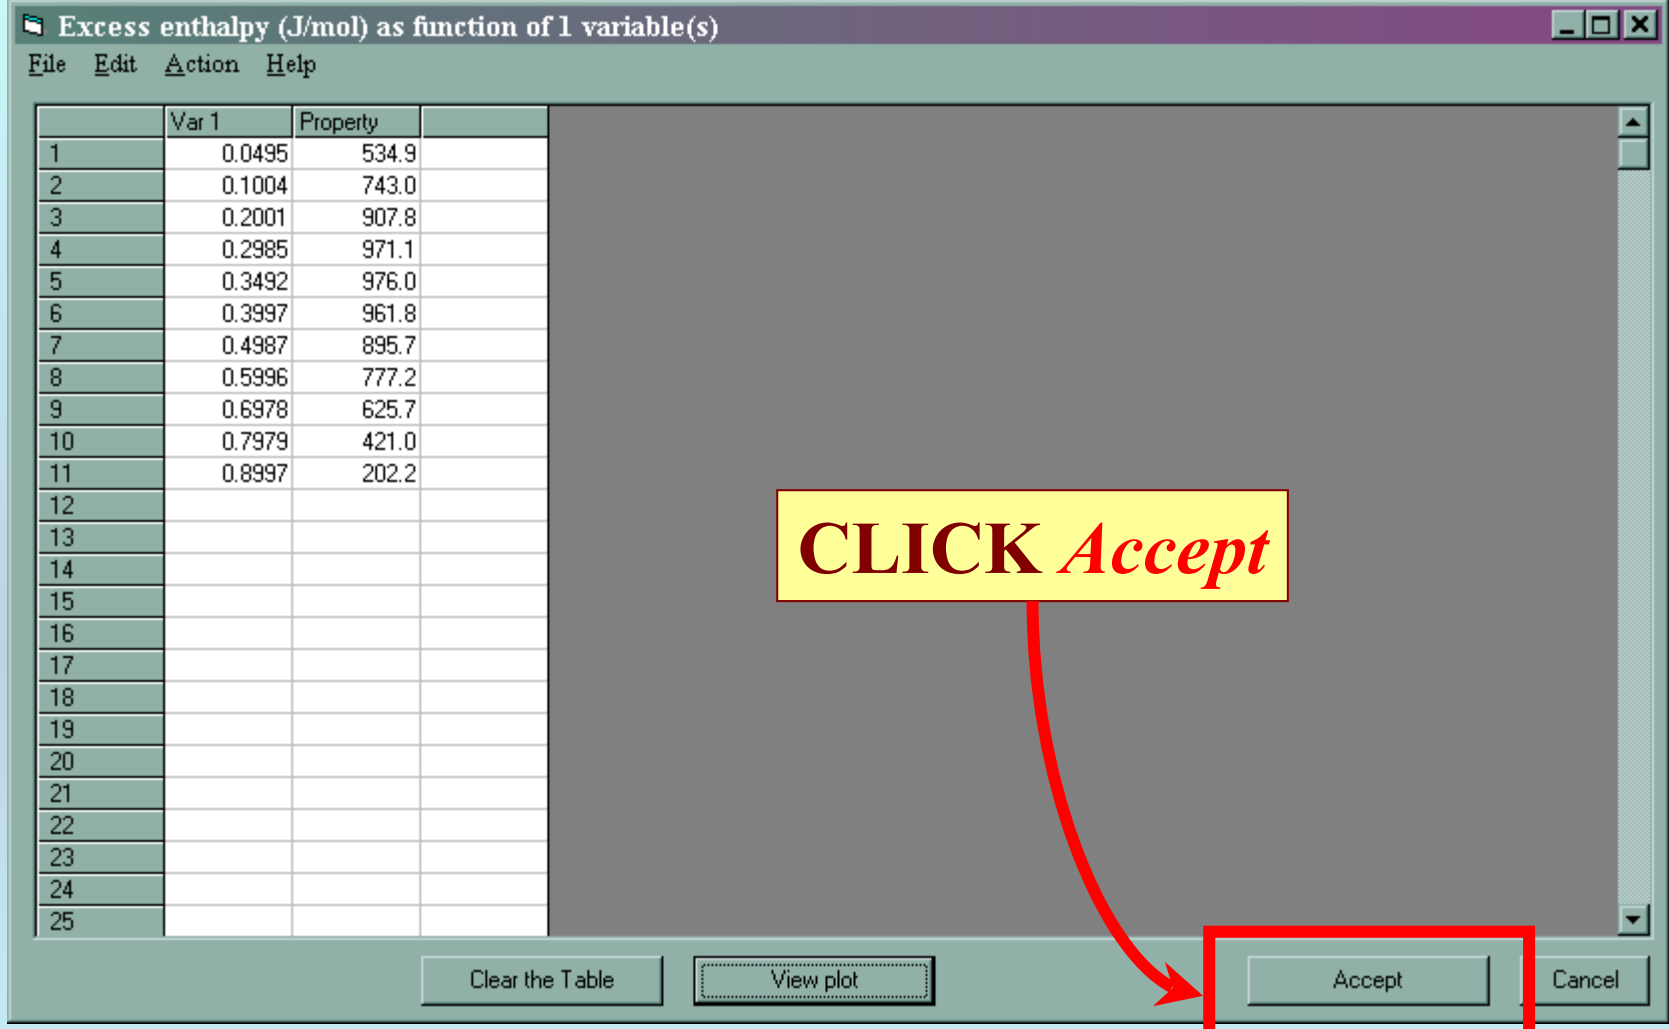 Excess enthalpy (J/mol) as function of 1 variable(s)
File Edit Action Help
Var 1 Property
1 0.0495 534.9
2 0.1004 743.0
3 0.2001 907.8
4 0.2985 971.1
5 0.3492 976.0
6 0.3997 961.8
7 0.4987 895.7
8 0.5996 777.2
9 0.6978 625.7
10 0.7979 421.0
11 0.8997 202.2
12
13
14
15
16
17
18
19
20
21
22
23
24
25
CLICK Accept
Clear the Table View plot Accept Cancel